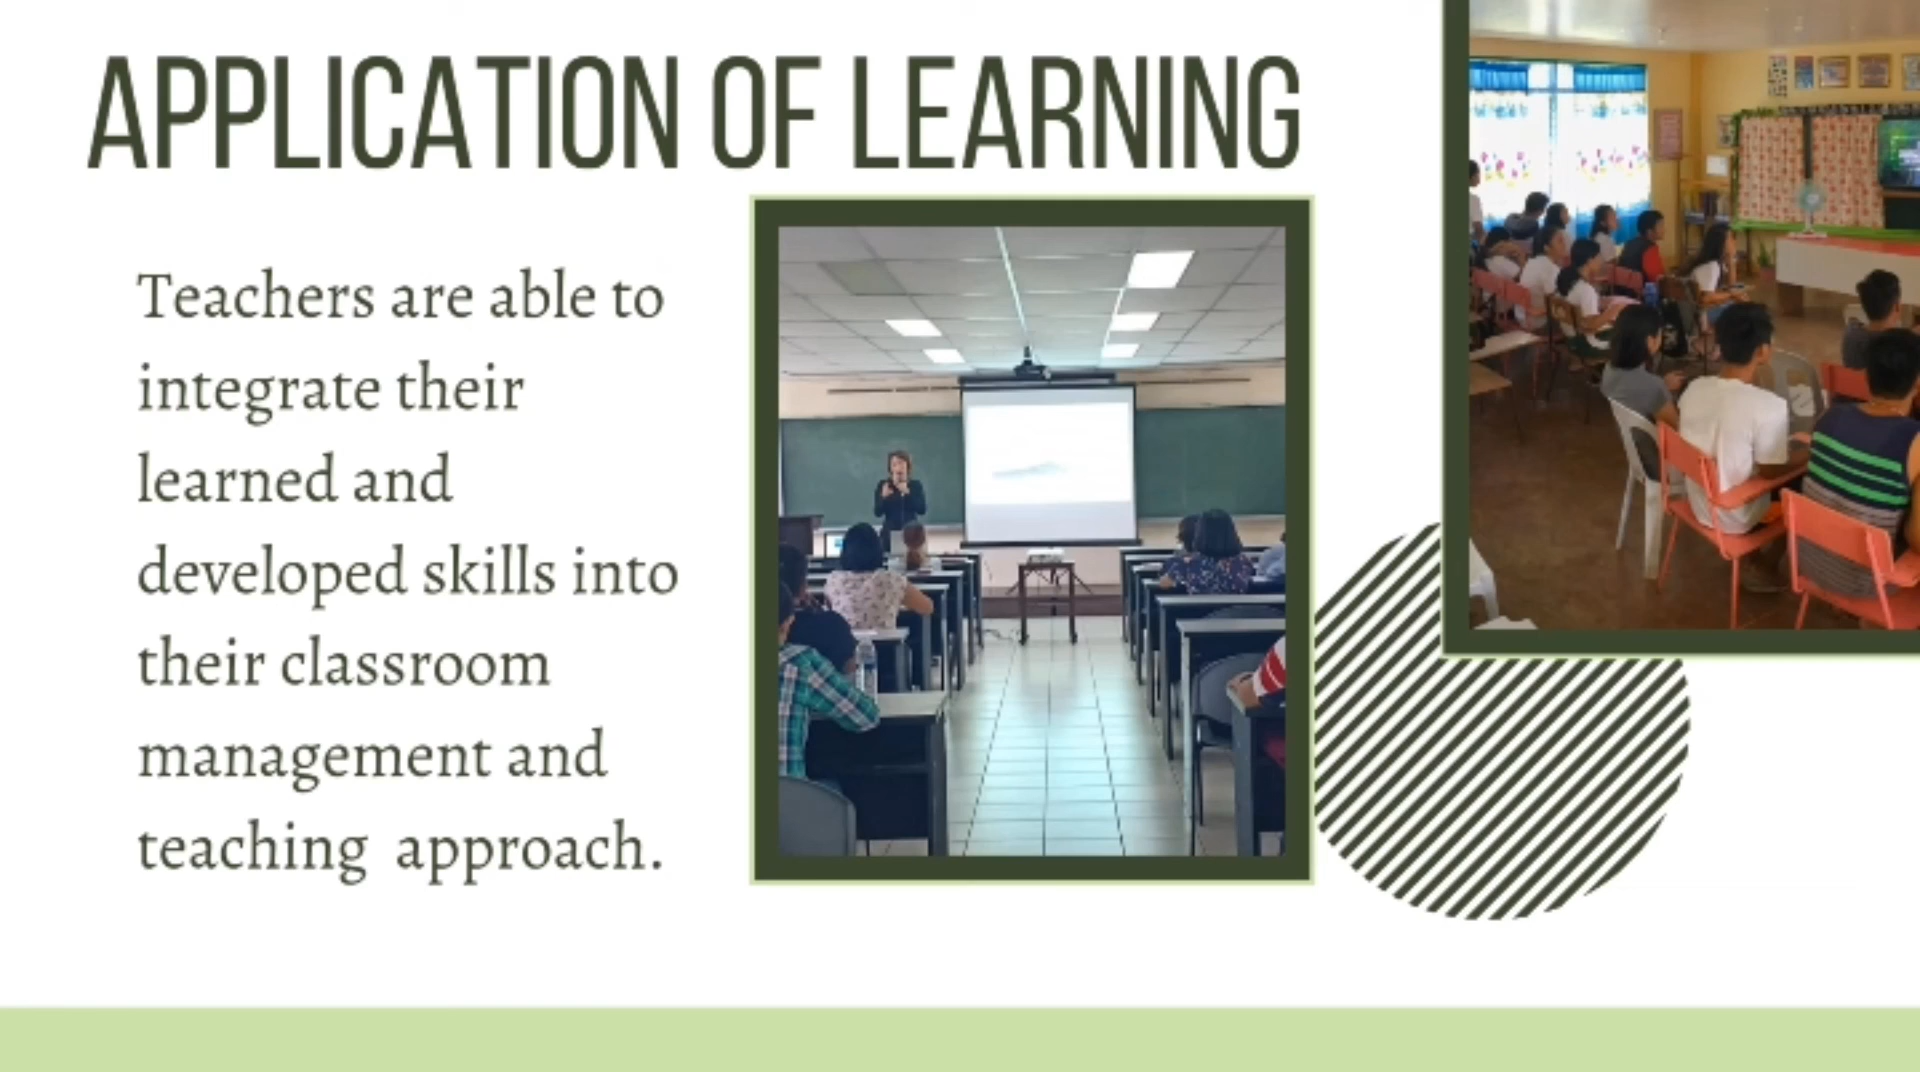 APPLICATION OF LEARNING
Teachers are able to
integrate their
learned and
developed skills into
their classroom
management and
teaching approach.